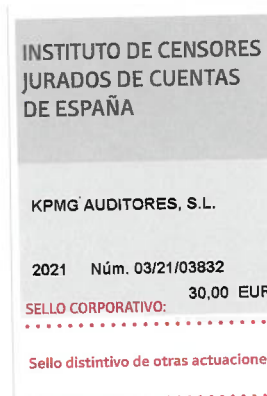 INSTITUTO DE CENSORES
JURADOS DE CUENTAS
DE ESPAÑA
KPMG AUDITORES, S.L.
2021 Núm. 03/21/03832
30,00 EUR
SELLO CORPORATIVO:
Sello distintivo de otras actuacione